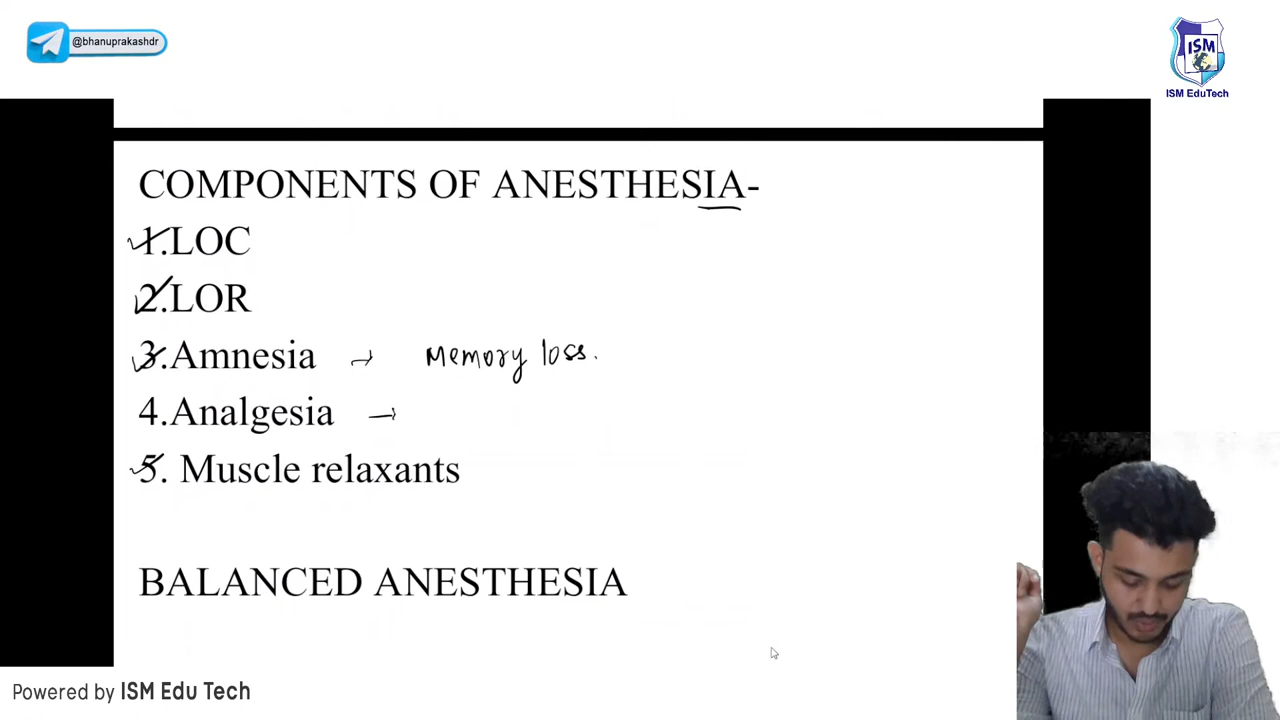 @bhanuprakashdr
ISM
ISM EduTech
COMPONENTS OF ANESTHESIA-
1.LOC
2.LOR
3.Amnesia → Memory loss.
4.Analgesia →
5. Muscle relaxants
BALANCED ANESTHESIA
Powered by ISM Edu Tech